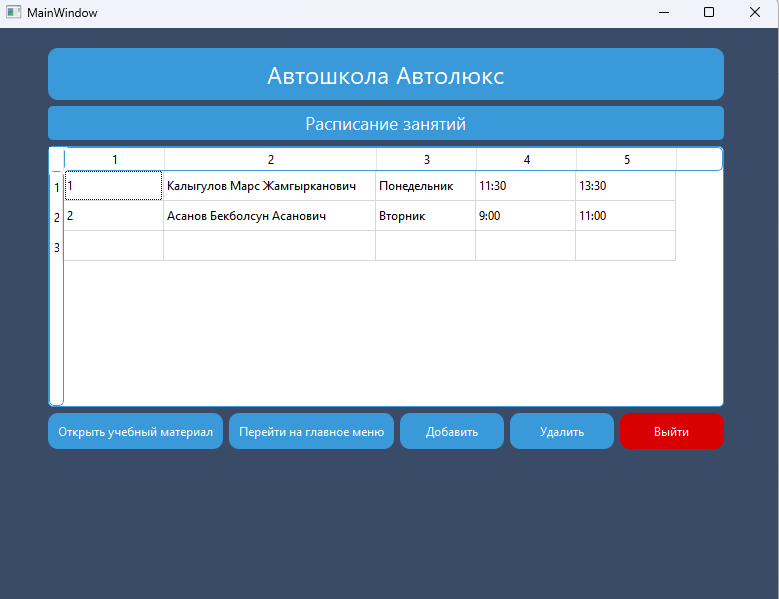 MainWindow
Автошкола Автолюкс
Расписание занятий
1 2 3 4 5
1 1 Калыгулов Марс Жамгырканович Понедельник 11:30 13:30
2 2 Асанов Бекболсун Асанович Вторник 9:00 11:00
3
Открыть учебный материал Перейти на главное меню Добавить Удалить Выйти